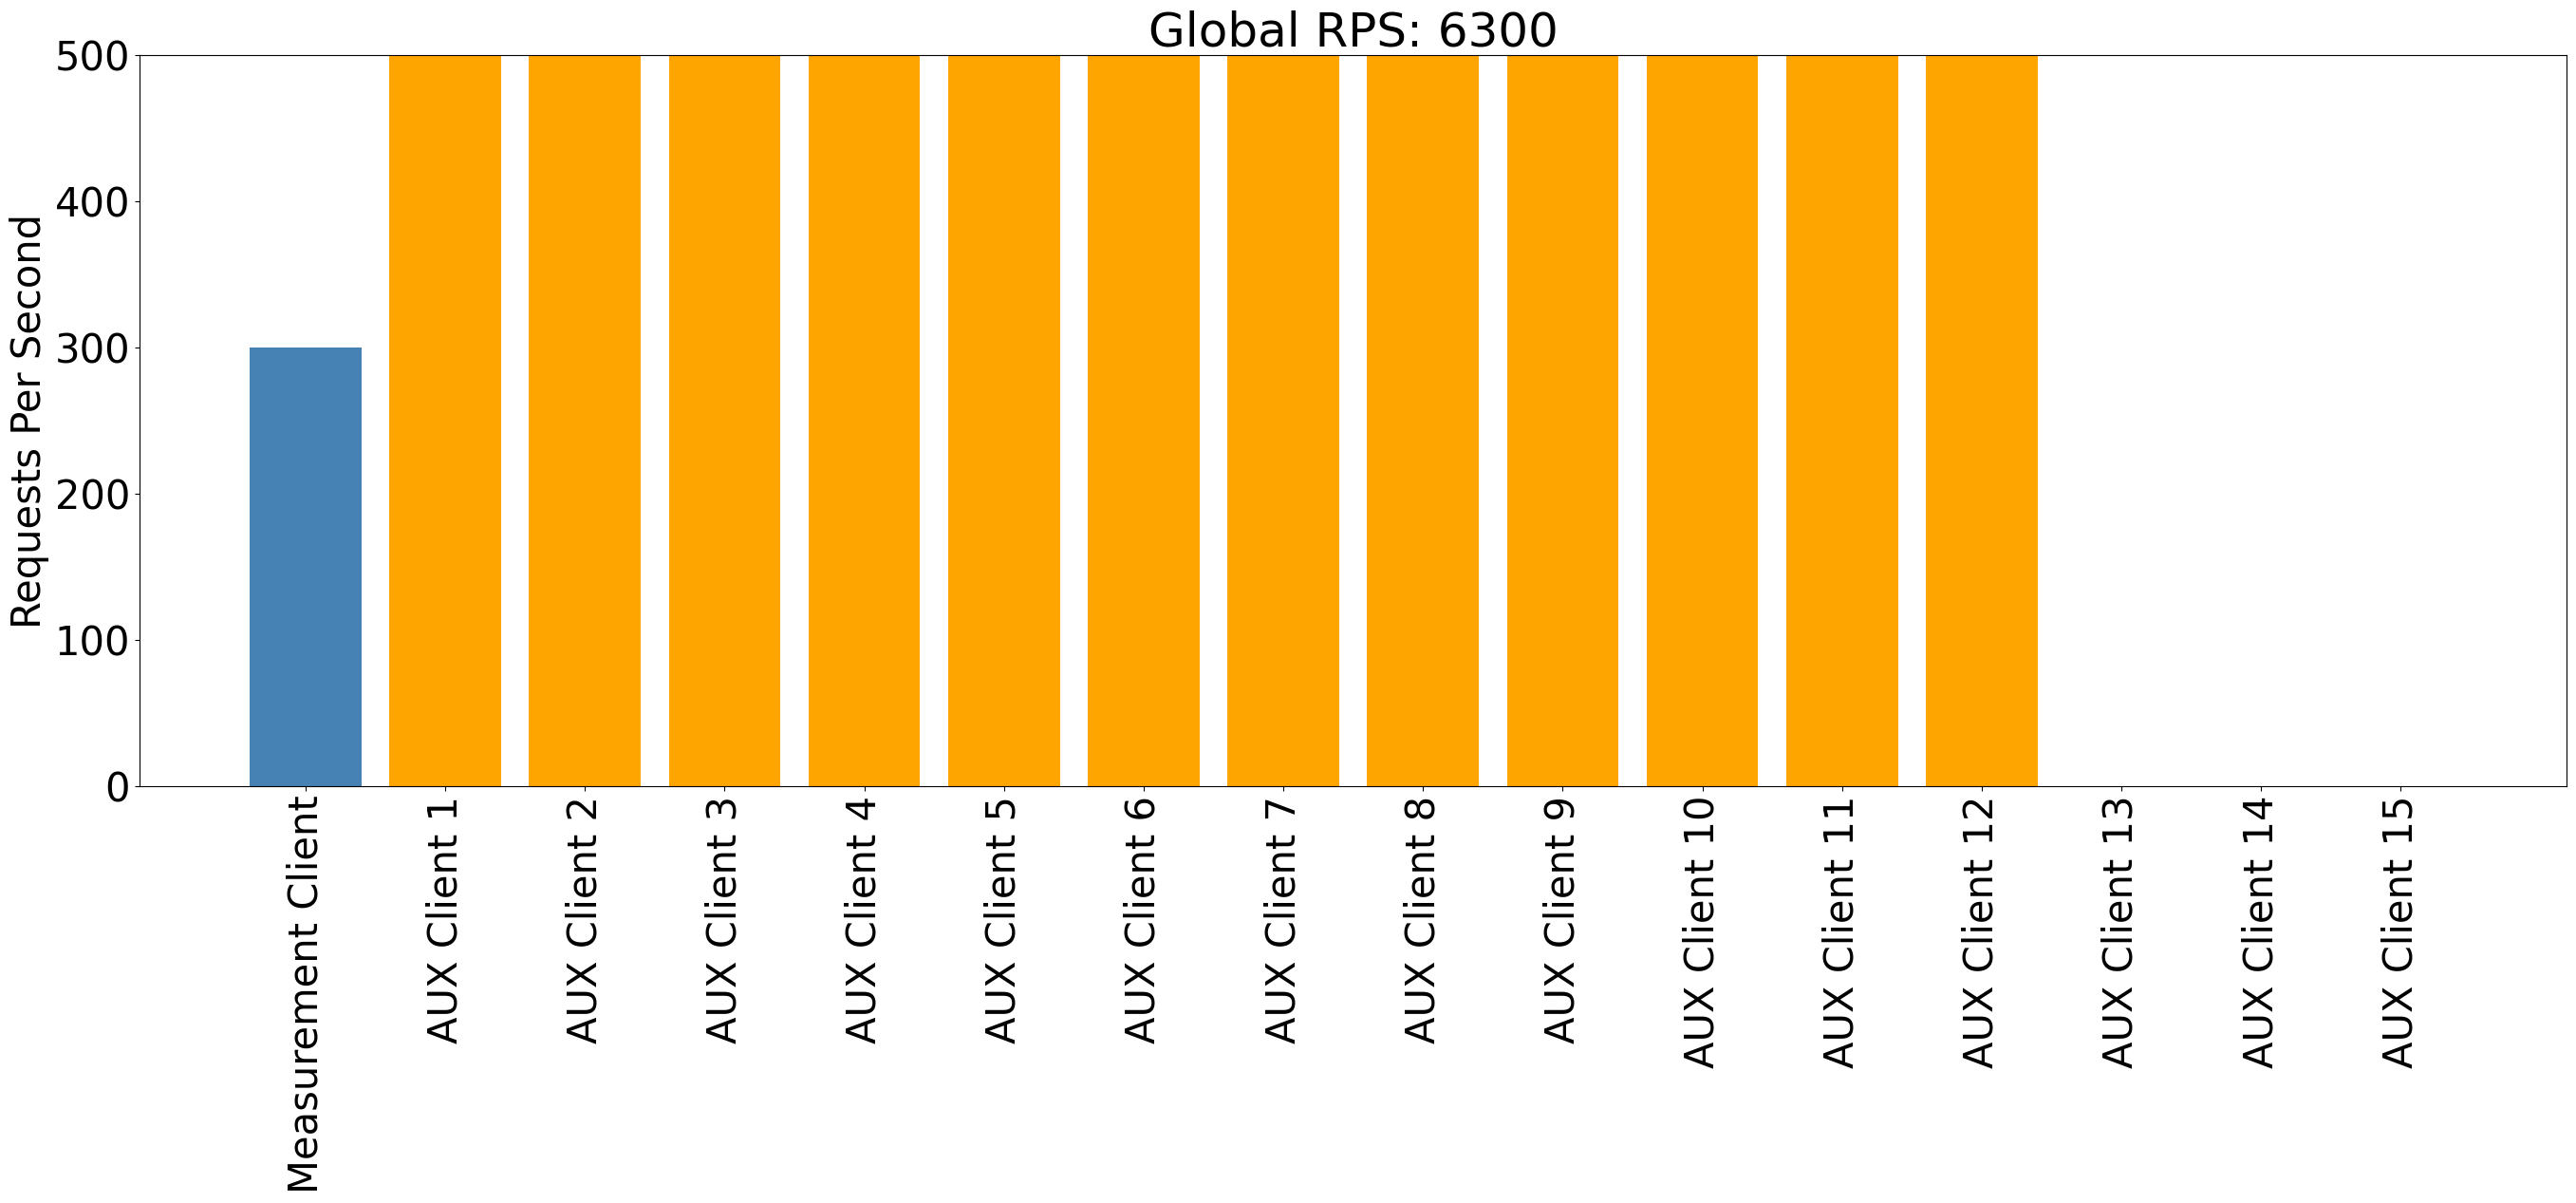 Global RPS: 6300
Requests Per Second
500
400
300
200
100
0
Measurement Client
AUX Client 1
AUX Client 2
AUX Client 3
AUX Client 4
AUX Client 5
AUX Client 6
AUX Client 7
AUX Client 8
AUX Client 9
AUX Client 10
AUX Client 11
AUX Client 12
AUX Client 13
AUX Client 14
AUX Client 15